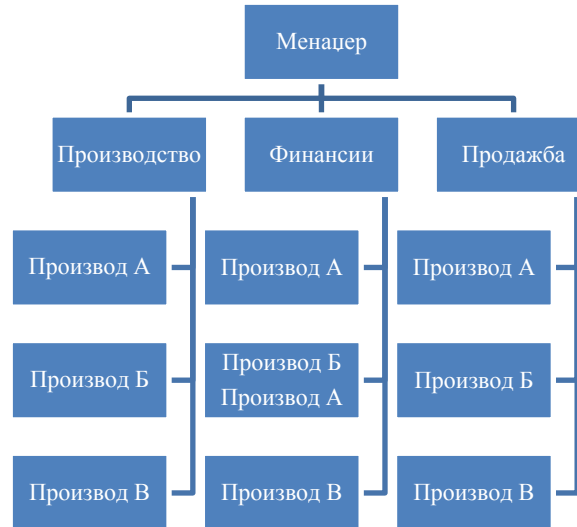 Менаџер
Производство
Финансии
Продажба
Производ А
Производ А
Производ А
Производ Б
Производ Б
Производ А
Производ Б
Производ В
Производ В
Производ В